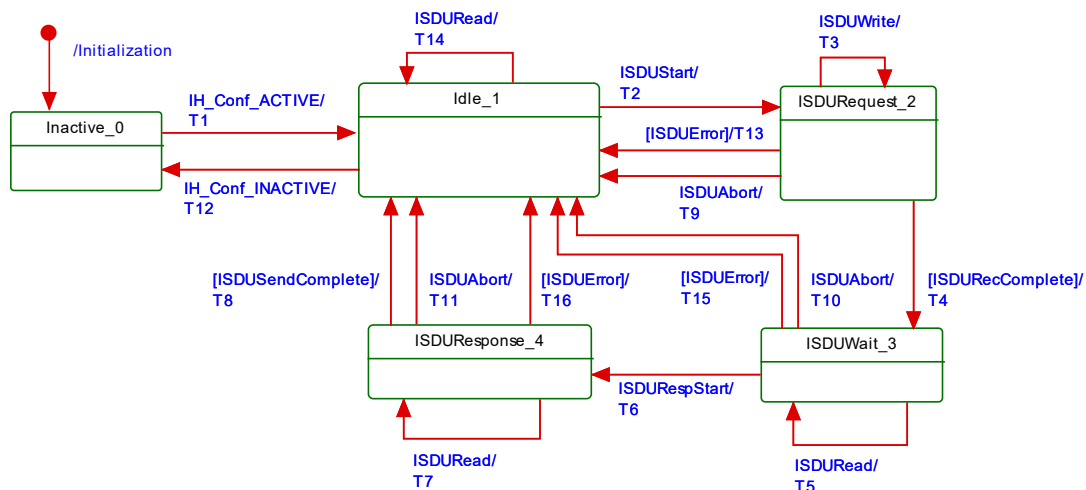 ISDURead/
T14
ISDUWrite/
T3
/Initialization
ISDUStart/
T2
Idle_1
ISDURequest_2
IH_Conf_ACTIVE/
T1
Inactive_0
[ISDUError]/T13
IH_Conf_INACTIVE/
T12
ISDUAbort/
T9
[ISDUSendComplete]/
T8
ISDUAbort/
T11
[ISDUError]/
T16
[ISDUError]/
T15
ISDUAbort/
T10
[ISDURecComplete]/
T4
ISDUResponse_4
ISDUWait_3
ISDURespStart/
T6
ISDURead/
T7
ISDURead/
T5